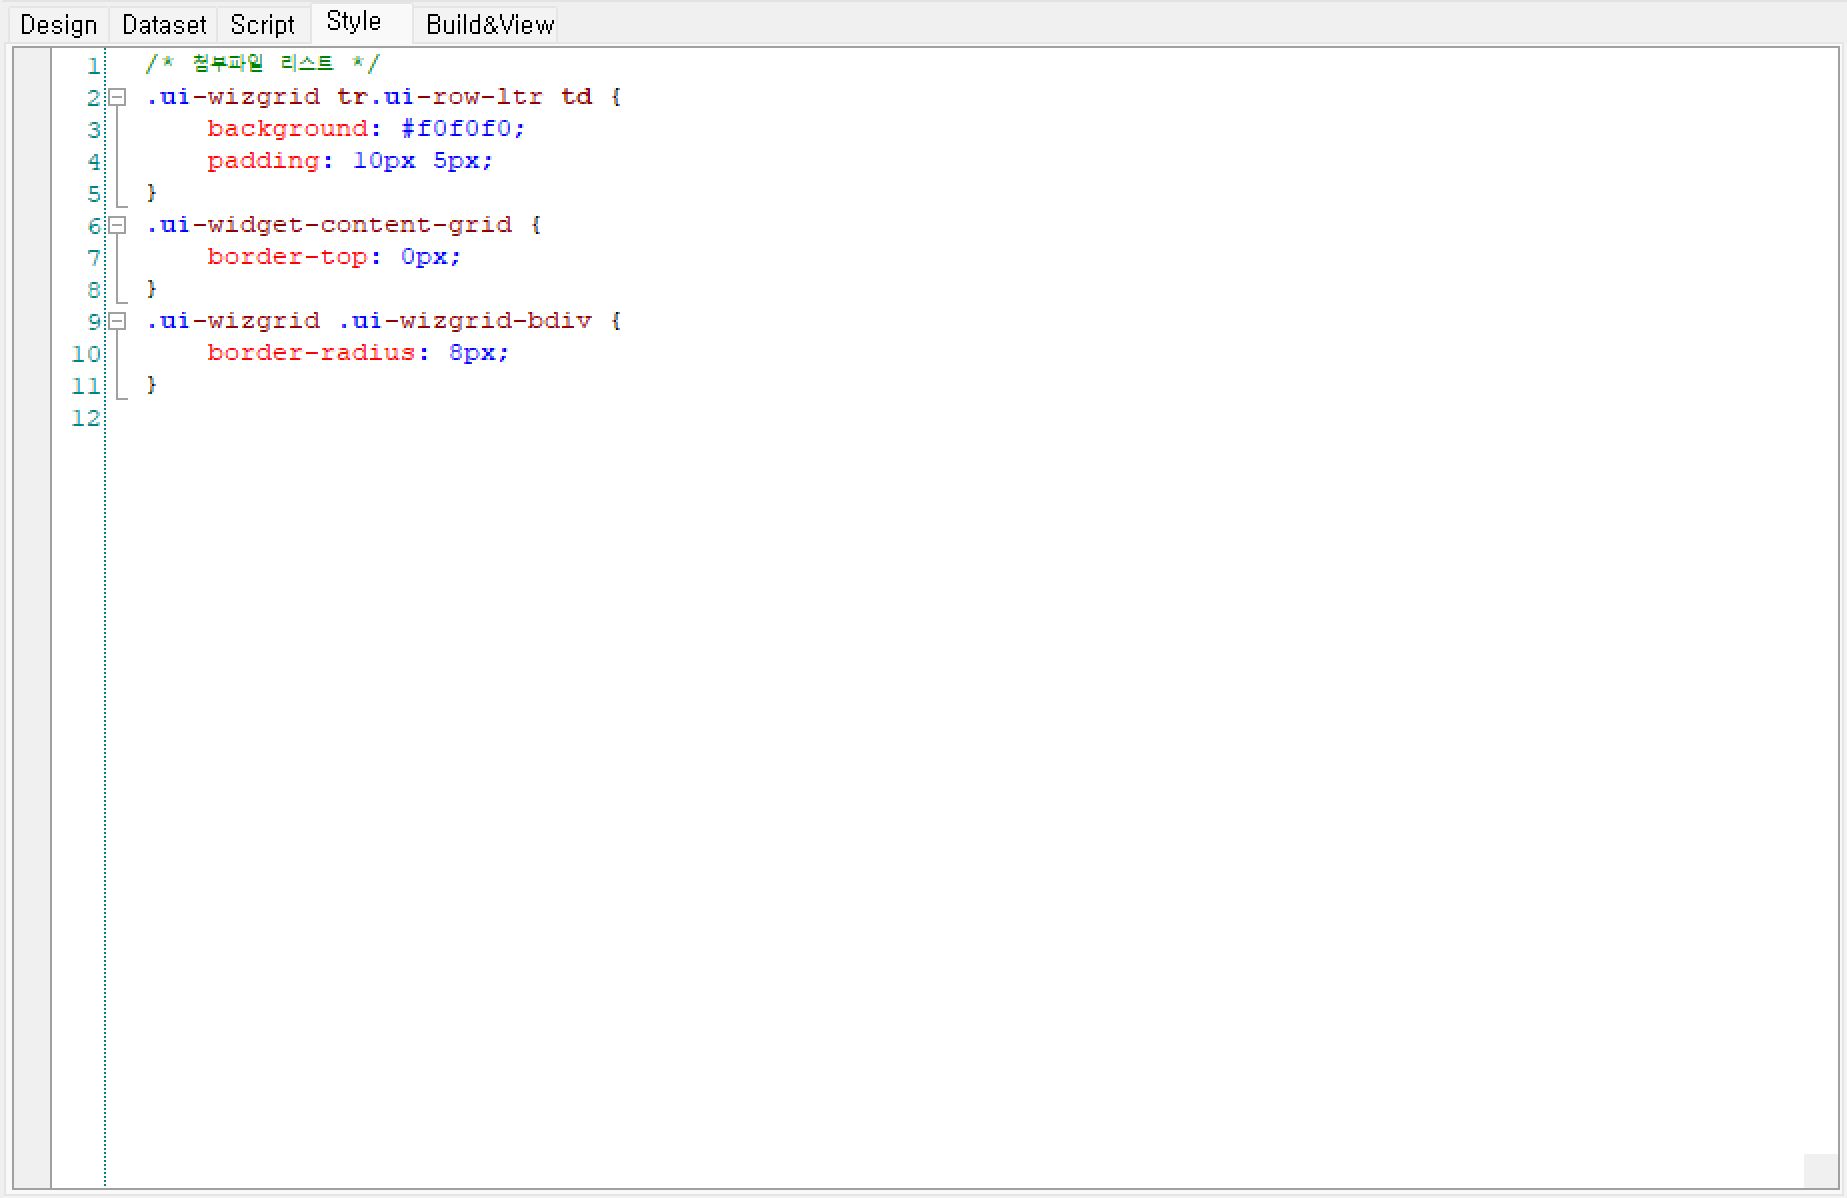 Design Dataset Script Style Build&View
1 /* 첨부파일 리스트 */
2 .ui-wizgrid tr.ui-row-ltr td {
3 background: #f0f0f0;
4 padding: 10px 5px;
5 }
6 .ui-widget-content-grid {
7 border-top: 0px;
8 }
9 .ui-wizgrid .ui-wizgrid-bdiv {
10 border-radius: 8px;
11 }
12